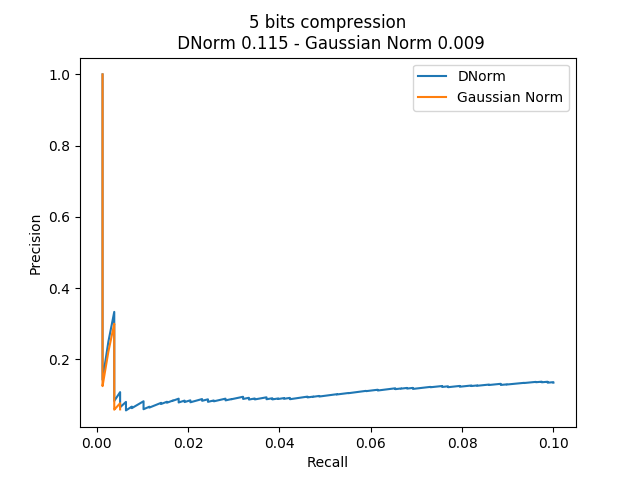 5 bits compression
DNorm 0.115 - Gaussian Norm 0.009
DNorm
Gaussian Norm
1.0
0.8
0.6
0.4
0.2
Precision
0.00 0.02 0.04 0.06 0.08 0.10
Recall